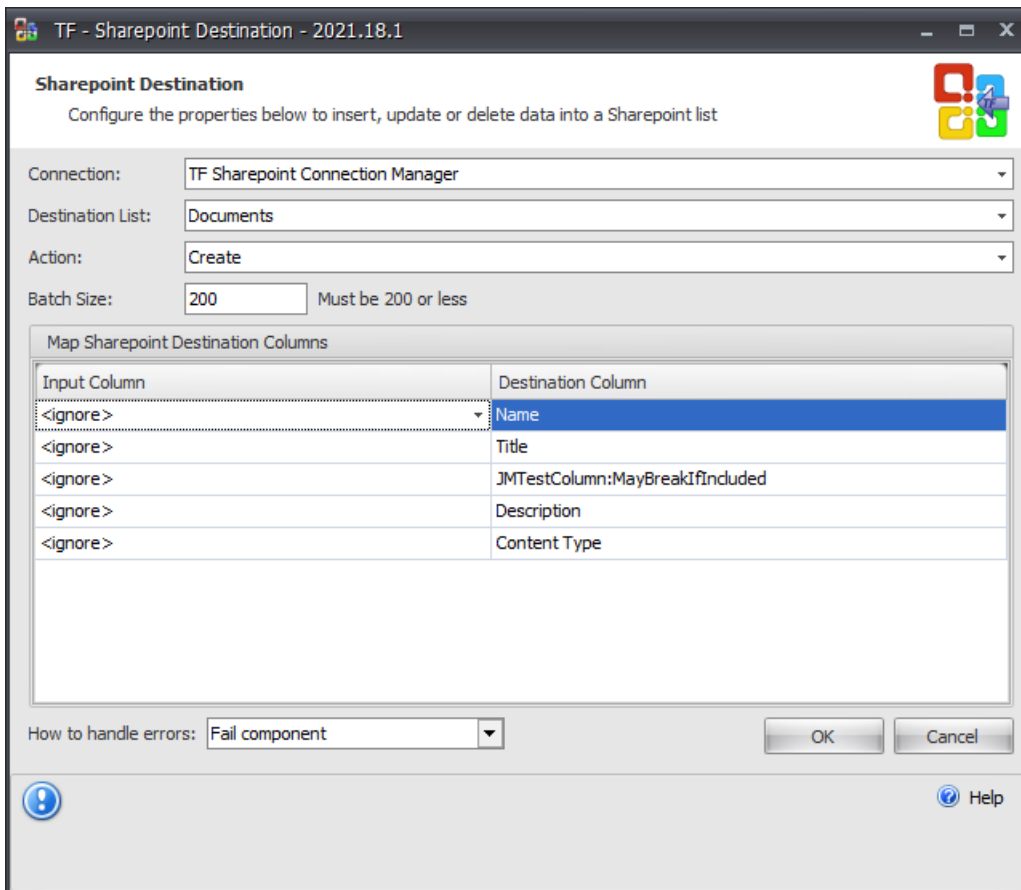 TF - Sharepoint Destination - 2021.18.1
Sharepoint Destination
Configure the properties below to insert, update or delete data into a Sharepoint list
TF
Connection: TF Sharepoint Connection Manager
Destination List: Documents
Action: Create
Batch Size: 200 Must be 200 or less
Map Sharepoint Destination Columns
Input Column Destination Column
<ignore> Name
<ignore> Title
<ignore> JMTestColumn:MayBreakIfIncluded
<ignore> Description
<ignore> Content Type
How to handle errors: Fail component OK Cancel
Help